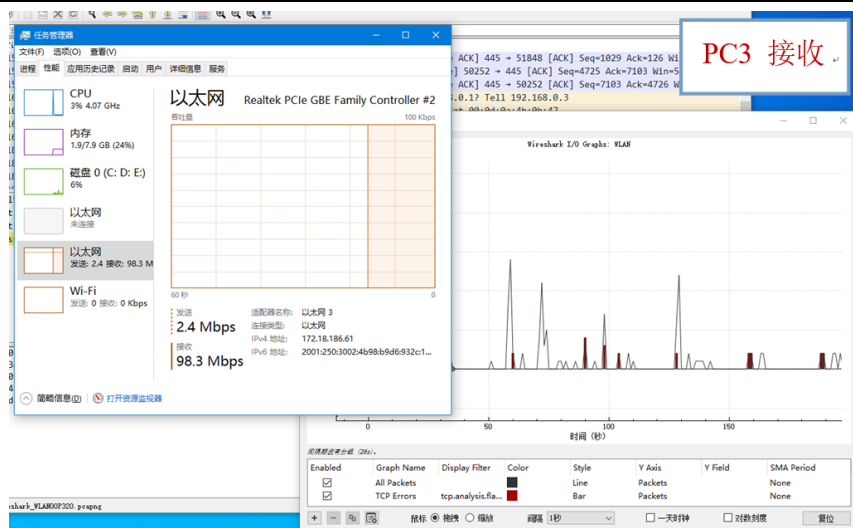 任务管理器
文件(F) 选项(O) 查看(V)
进程 性能 应用历史记录 启动 用户 详细信息 服务
CPU
3% 4.07 GHz
内存
1.9/7.9 GB (24%)
磁盘 0 (C: D: E:)
6%
以太网
未连接
以太网
发送: 2.4 接收: 98.3 M
Wi-Fi
发送: 0 接收: 0 Kbps
以太网
Realtek PCIe GBE Family Controller #2
吞吐量
100 Kbps
60 秒
0
发送
2.4 Mbps
接收
98.3 Mbps
适配器名称: 以太网 3
连接类型: 以太网
IPv4 地址: 172.18.186.61
IPv6 地址: 2001:250:3002:4b98:b9d6:932c:1...
简略信息(D)
打开资源监视器
PC3 接收
ACK] 445 → 51848 [ACK] Seq=1029 Ack=126 Wi
] 50252 → 445 [ACK] Seq=4725 Ack=7103 Win=5
ACK] 445 → 50252 [ACK] Seq=7103 Ack=4726 W
.0.1? Tell 192.168.0.3
Wireshark I/O Graphs: WLAN
0 50 100 150
时间 (秒)
Enabled Graph Name Display Filter Color Style Y Axis Y Field SMA Period
All Packets Line Packets None
TCP Errors tcp.analysis.fla... Bar Packets None
鼠标 拖拽 缩放 间隔 1秒 一天时钟 对数刻度 复位
shark_WLAN00P320.pcapng